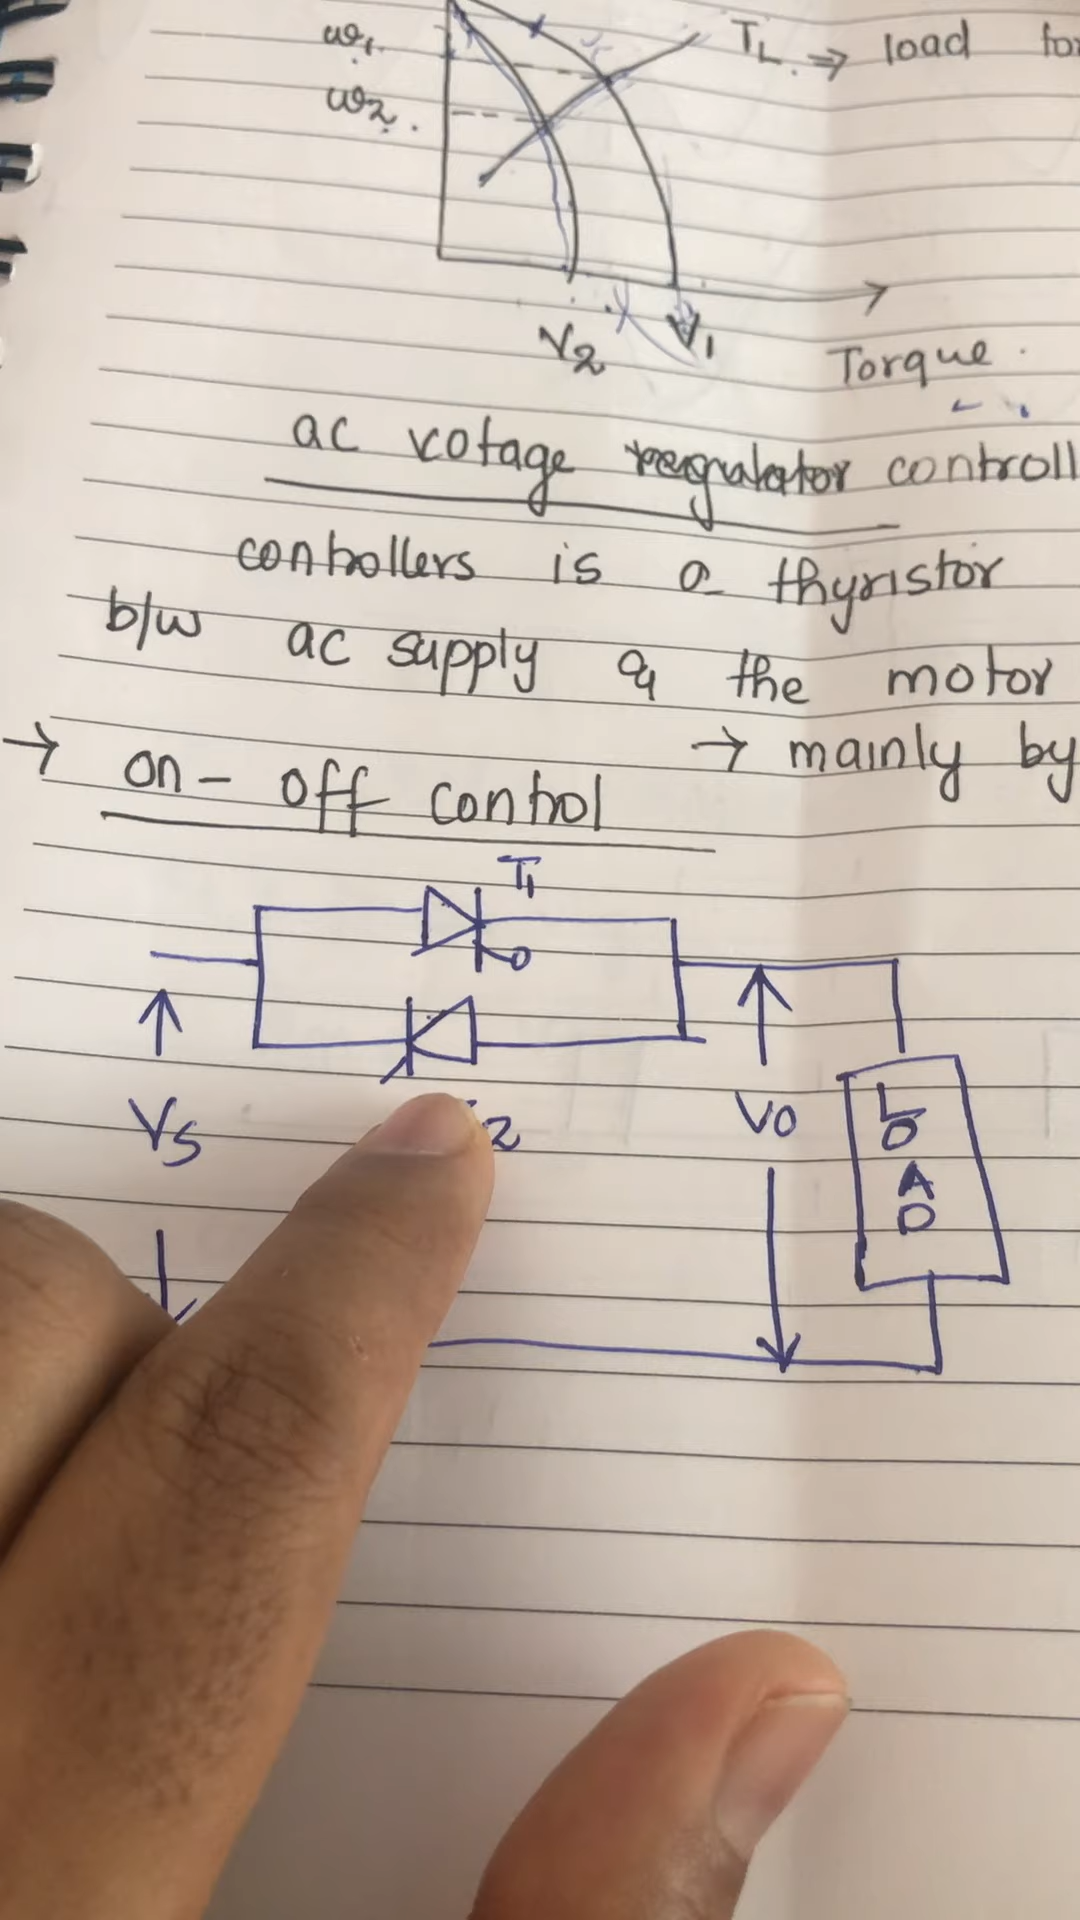 ω1.
TL. ⇒ load for
ω2.
V2 V1
Torque
ac votage regulator controll
controllers is a thyristor
b/w ac supply & the motor
→ on - off control → mainly by
T1
Vs 2 Vo LOAD